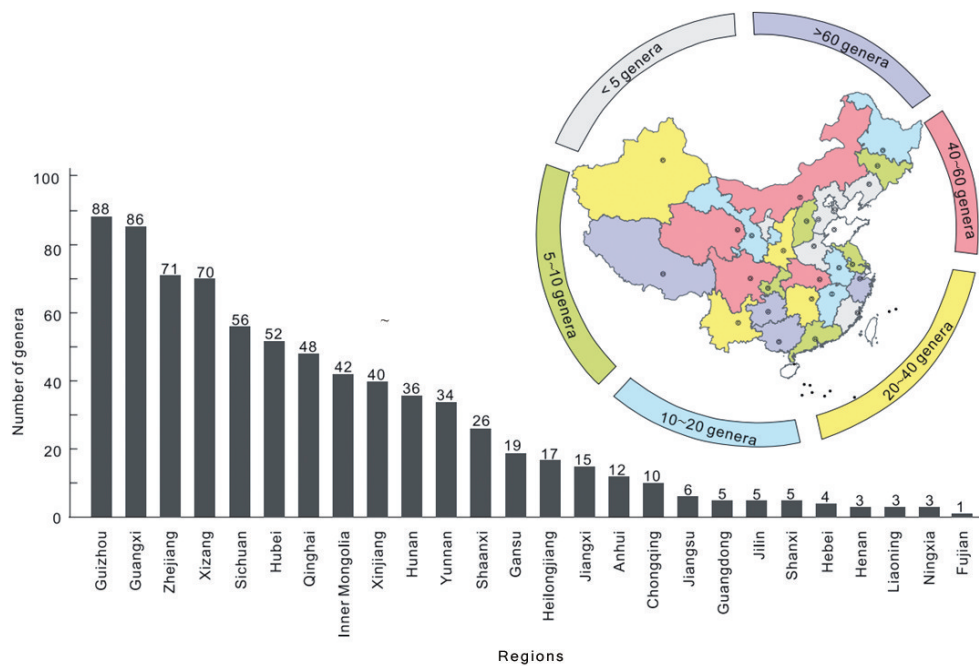 < 5 genera
>60 genera
40~60 genera
20~40 genera
10~20 genera
5~10 genera
Number of genera
100
80
60
40
20
0
88
86
71
70
56
52
48
42
40
36
34
26
19
17
15
12
10
6
5
5
5
4
3
3
3
1
~
Guizhou
Guangxi
Zhejiang
Xizang
Sichuan
Hubei
Qinghai
Inner Mongolia
Xinjiang
Hunan
Yunnan
Shaanxi
Gansu
Heilongjiang
Jiangxi
Anhui
Chongqing
Jiangsu
Guangdong
Jilin
Shanxi
Hebei
Henan
Liaoning
Ningxia
Fujian
Regions